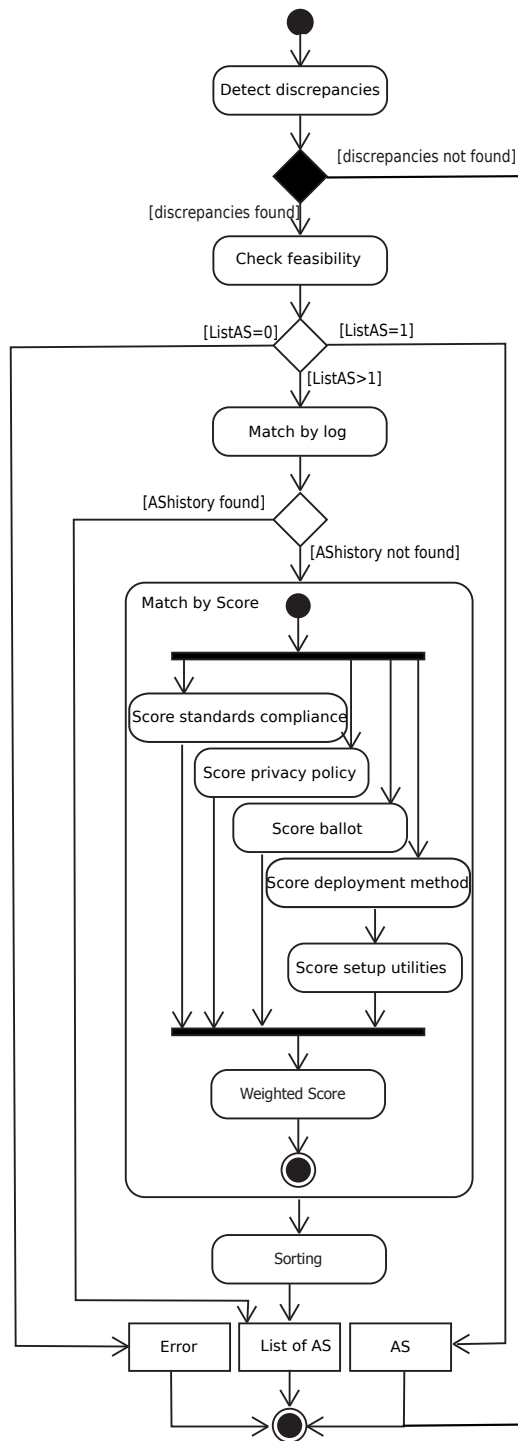 Detect discrepancies
[discrepancies not found]
[discrepancies found]
Check feasibility
[ListAS=0]
[ListAS=1]
[ListAS>1]
Match by log
[AShistory found]
[AShistory not found]
Match by Score
Score standards compliance
Score privacy policy
Score ballot
Score deployment method
Score setup utilities
Weighted Score
Sorting
Error
List of AS
AS